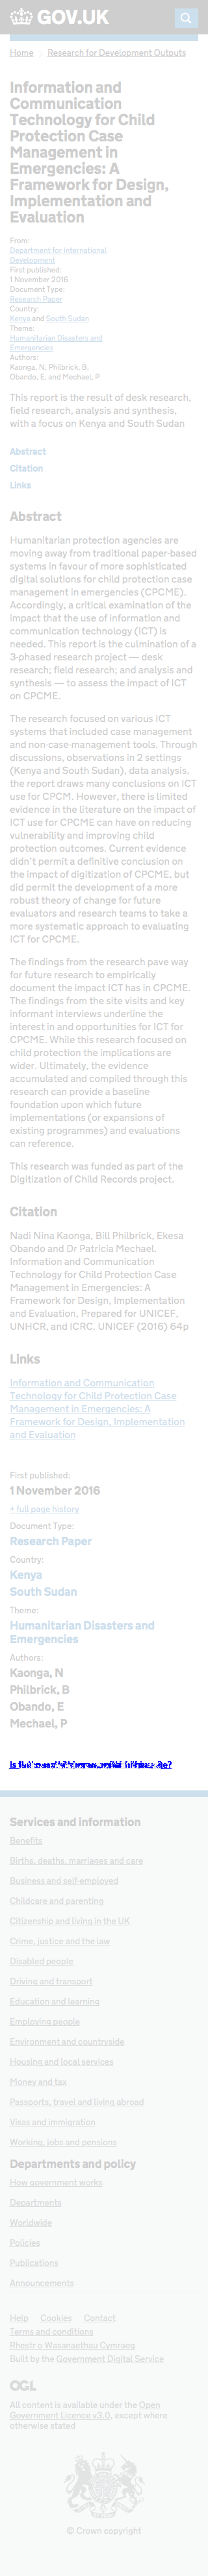 GOV.UK
Home
Research for Development Outputs
Information and
Communication
Technology for Child
Protection Case
Management in
Emergencies: A
Framework for Design,
Implementation and
Evaluation
From:
Department for International
Development
First published:
1 November 2016
Document Type:
Research Paper
Country:
Kenya and South Sudan
Theme:
Humanitarian Disasters and
Emergencies
Authors:
Kaonga, N, Philbrick, B,
Obando, E, and Mechael, P
This report is the result of desk research,
field research, analysis and synthesis,
with a focus on Kenya and South Sudan
Abstract
Citation
Links
Abstract
Humanitarian protection agencies are
moving away from traditional paper-based
systems in favour of more sophisticated
digital solutions for child protection case
management in emergencies (CPCME).
Accordingly, a critical examination of the
impact that the use of information and
communication technology (ICT) is
needed. This report is the culmination of a
3-phased research project — desk
research; field research; and analysis and
synthesis — to assess the impact of ICT
on CPCME.
The research focused on various ICT
systems that included case management
and non-case-management tools. Through
discussions, observations in 2 settings
(Kenya and South Sudan), data analysis,
the report draws many conclusions on ICT
use for CPCM. However, there is limited
evidence in the literature on the impact of
ICT use for CPCME can have on reducing
vulnerability and improving child
protection outcomes. Current evidence
didn't permit a definitive conclusion on
the impact of digitization of CPCME, but
did permit the development of a more
robust theory of change for future
evaluators and research teams to take a
more systematic approach to evaluating
ICT for CPCME.
The findings from the research pave way
for future research to empirically
document the impact ICT has in CPCME.
The findings from the site visits and key
informant interviews underline the
interest in and opportunities for ICT for
CPCME. While this research focused on
humanitarian, the implications are far
wider. Ultimately, the evidence
accumulated and compiled through this
research can provide a baseline
foundation upon which future
implementations (or expansions of
existing programmes) and evaluations
can reference.
This research was funded as part of the
Digitization of Child Records project.
Citation
Nadi Nina Kaonga, Bill Philbrick, Ekesa
Obando and Dr Patricia Mechael.
Information and Communication
Technology for Child Protection Case
Management in Emergencies: A
Framework for Design, Implementation
and Evaluation, Prepared for UNICEF,
UNHCR, and ICRC. UNICEF (2016) 64p
Links
Information and Communication
Technology for Child Protection Case
Management in Emergencies: A
Framework for Design, Implementation
and Evaluation
First published:
1 November 2016
+ full page history
Document Type:
Research Paper
Country:
Kenya
South Sudan
Theme:
Humanitarian Disasters and
Emergencies
Authors:
Kaonga, N
Philbrick, B
Obando, E
Mechael, P
Services and information
Benefits
Births, deaths, marriages and care
Business and self-employed
Childcare and parenting
Citizenship and living in the UK
Crime, justice and the law
Disabled people
Driving and transport
Education and learning
Employing people
Environment and countryside
Housing and local services
Money and tax
Passports, travel and living abroad
Visas and immigration
Working, jobs and pensions
Departments and policy
How government works
Departments
Worldwide
Policies
Publications
Announcements
Help Cookies Contact
Terms and conditions
Rhestr o Wasanaethau Cymraeg
Built by the Government Digital Service
OGL
All content is available under the Open
Government Licence v3.0, except where
otherwise stated
© Crown copyright